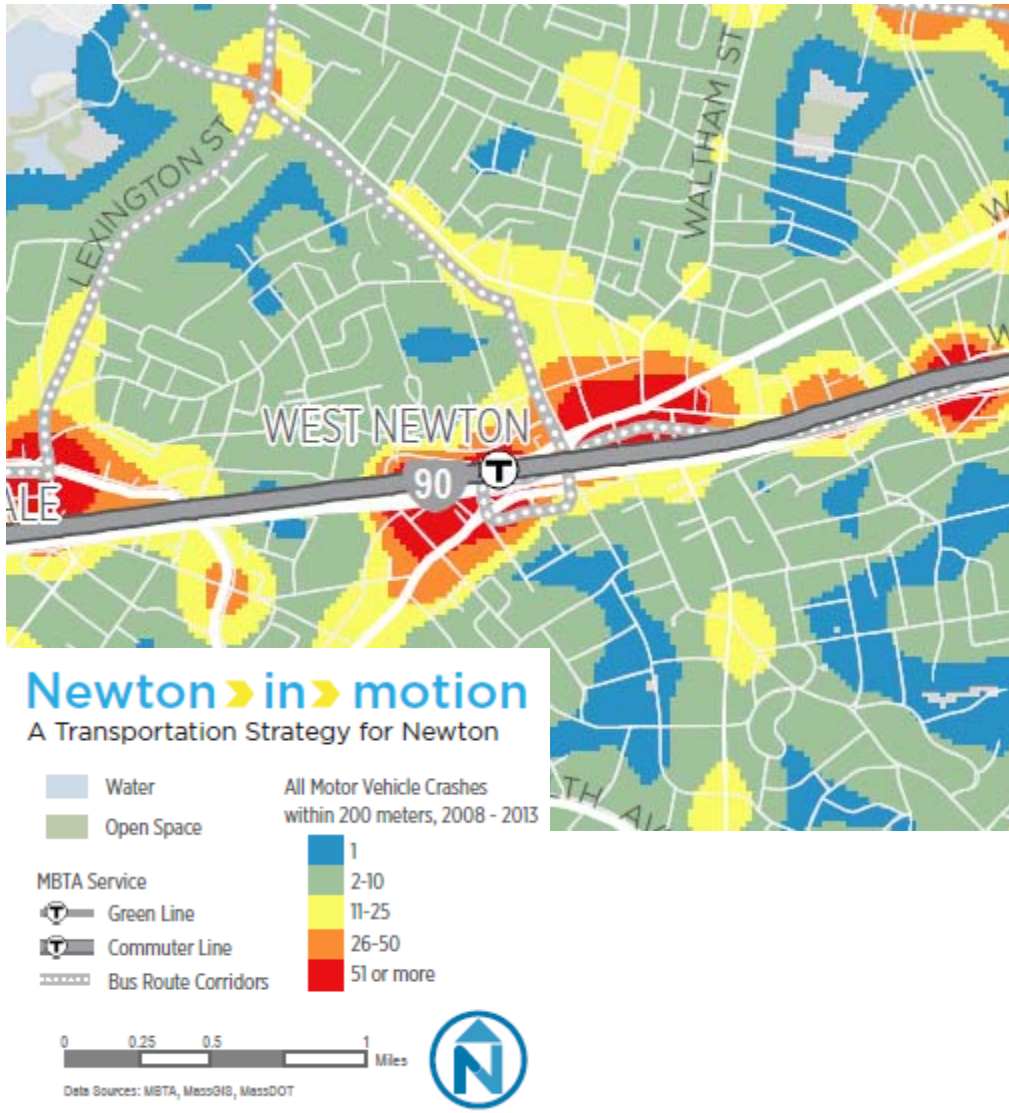 WALTHAM ST
LEXINGTON ST
W
W
WEST NEWTON
T
90
ALE
LTH AV
Newton in motion
A Transportation Strategy for Newton
Water
Open Space
MBTA Service
T Green Line
T Commuter Line
Bus Route Corridors
All Motor Vehicle Crashes
within 200 meters, 2008 - 2013
1
2-10
11-25
26-50
51 or more
0 0.25 0.5 1
Miles
Data Sources: MBTA, MassGIS, MassDOT
N